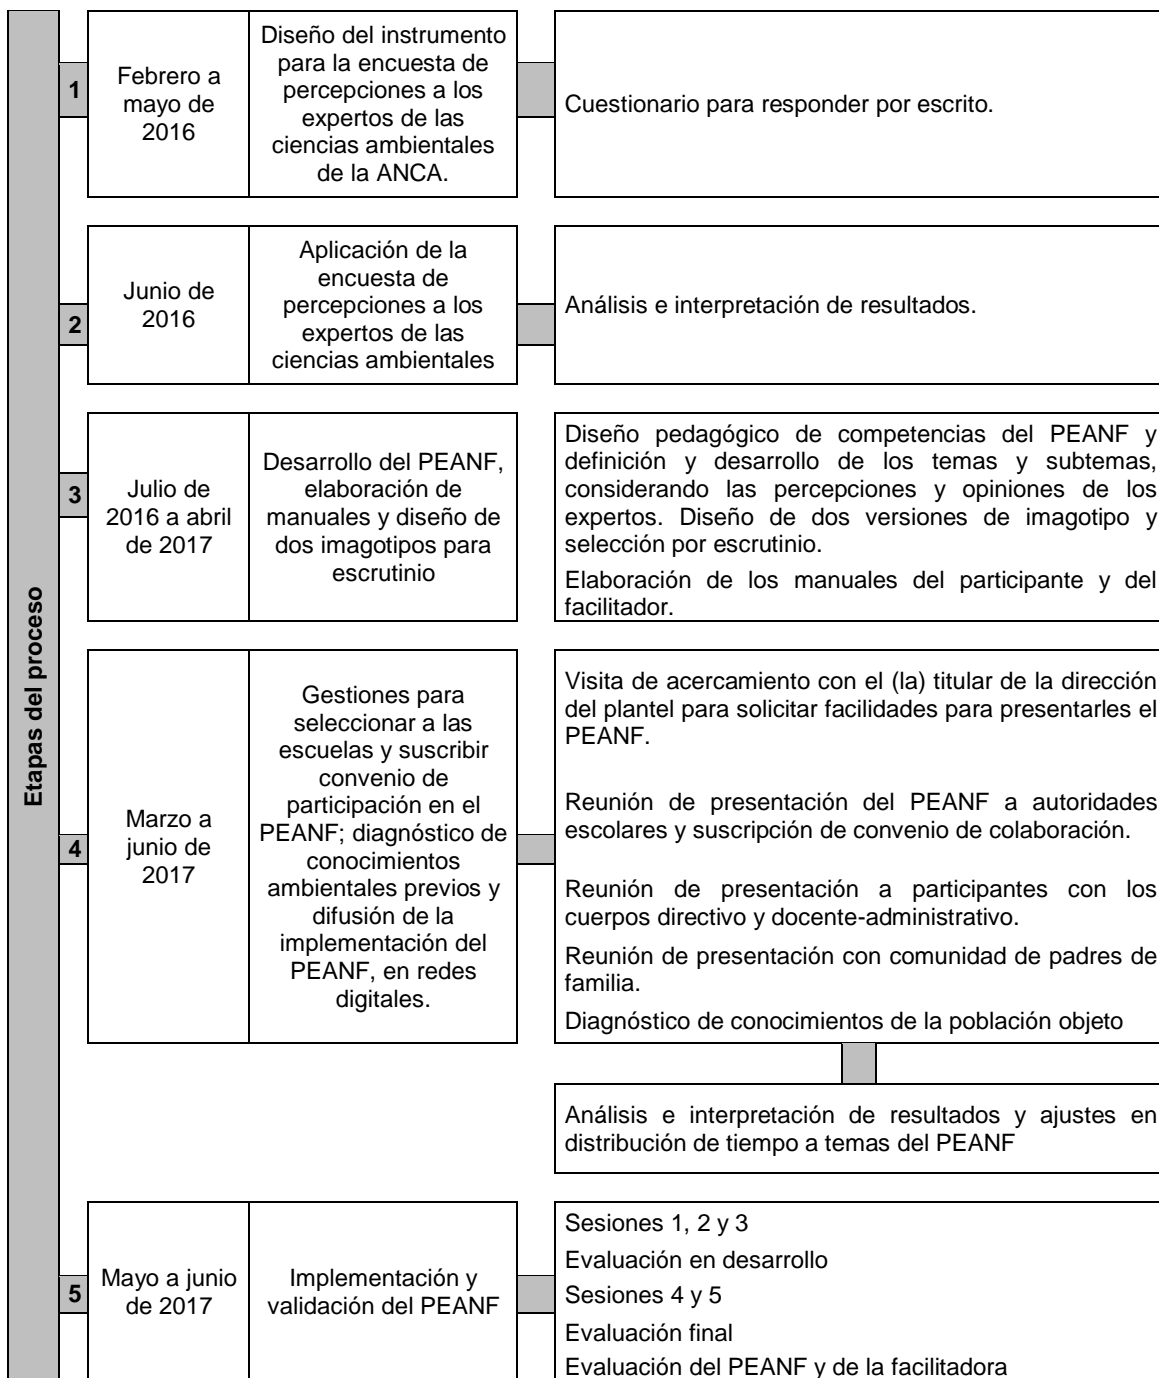 Etapas del proceso
1
Febrero a
mayo de
2016
Diseño del instrumento
para la encuesta de
percepciones a los
expertos de las
ciencias ambientales
de la ANCA.
Cuestionario para responder por escrito.
2
Junio de
2016
Aplicación de la
encuesta de
percepciones a los
expertos de las
ciencias ambientales
Análisis e interpretación de resultados.
3
Julio de
2016 a abril
de 2017
Desarrollo del PEANF,
elaboración de
manuales y diseño de
dos imagotipos para
escrutinio
Diseño pedagógico de competencias del PEANF y
definición y desarrollo de los temas y subtemas,
considerando las percepciones y opiniones de los
expertos. Diseño de dos versiones de imagotipo y
selección por escrutinio.
Elaboración de los manuales del participante y del
facilitador.
4
Marzo a
junio de
2017
Gestiones para
seleccionar a las
escuelas y suscribir
convenio de
participación en el
PEANF; diagnóstico de
conocimientos
ambientales previos y
difusión de la
implementación del
PEANF, en redes
digitales.
Visita de acercamiento con el (la) titular de la dirección
del plantel para solicitar facilidades para presentarles el
PEANF.
Reunión de presentación del PEANF a autoridades
escolares y suscripción de convenio de colaboración.
Reunión de presentación a participantes con los
cuerpos directivo y docente-administrativo.
Reunión de presentación con comunidad de padres de
familia.
Diagnóstico de conocimientos de la población objeto
Análisis e interpretación de resultados y ajustes en
distribución de tiempo a temas del PEANF
5
Mayo a junio
de 2017
Implementación y
validación del PEANF
Sesiones 1, 2 y 3
Evaluación en desarrollo
Sesiones 4 y 5
Evaluación final
Evaluación del PEANF y de la facilitadora